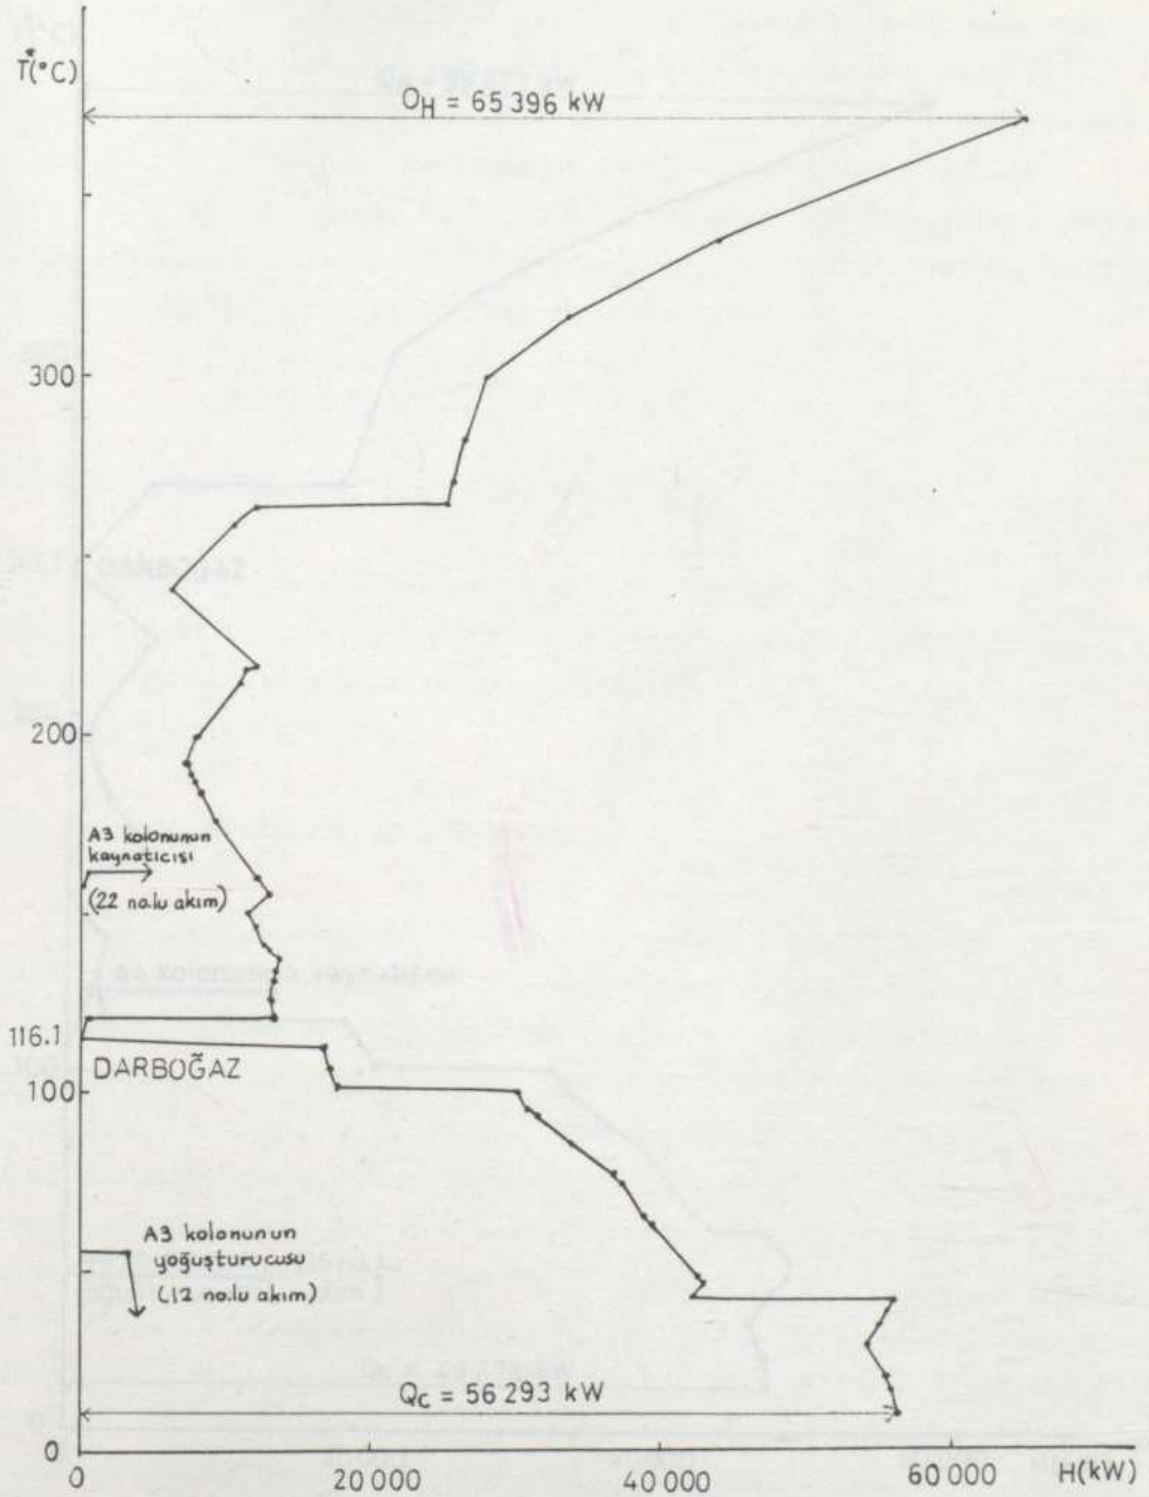 T*(°C)
QH = 65 396 kW
300
200
A3 kolonunun
kaynatıcısı
(22 no.lu akım)
116.1
DARBOĞAZ
100
A3 kolonunun
yoğuşturucusu
(12 no.lu akım)
QC = 56 293 kW
0
0
20 000
40 000
60 000
H(kW)